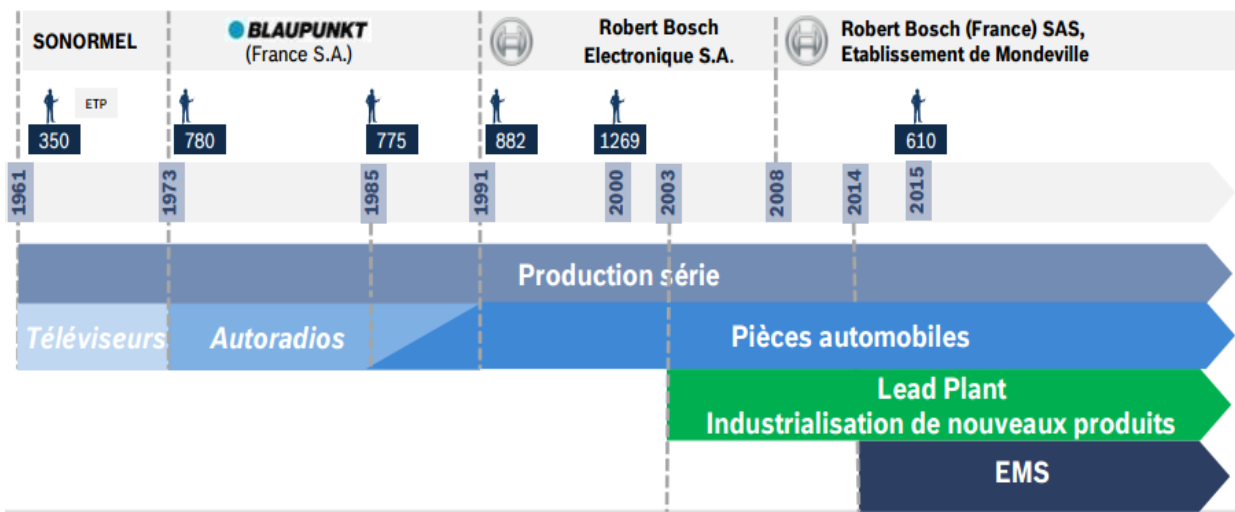 SONORMEL
BLAUPUNKT
(France S.A.)
Robert Bosch
Electronique S.A.
Robert Bosch (France) SAS,
Etablissement de Mondeville
ETP
350
780
775
882
1269
610
1961
1973
1985
1991
2000
2003
2008
2014
2015
Production série
Téléviseurs
Autoradios
Pièces automobiles
Lead Plant
Industrialisation de nouveaux produits
EMS